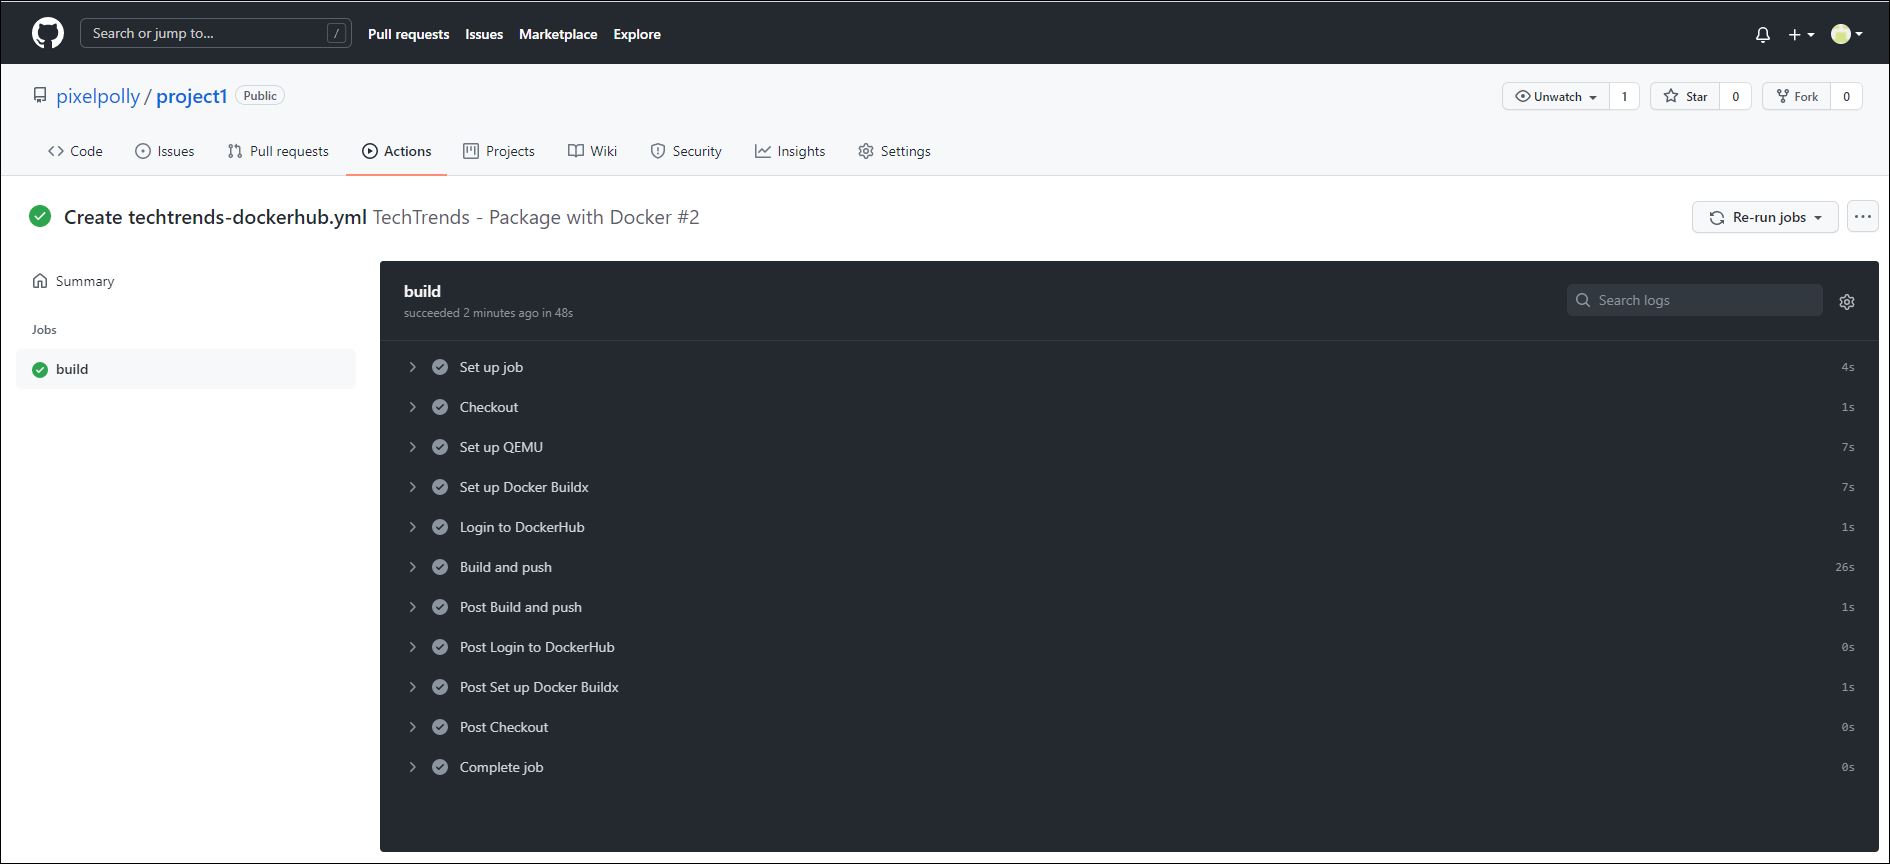 Search or jump to... / Pull requests Issues Marketplace Explore
pixelpolly / project1 Public Unwatch 1 Star 0 Fork 0
Code Issues Pull requests Actions Projects Wiki Security Insights Settings
Create techtrends-dockerhub.yml TechTrends - Package with Docker #2 Re-run jobs ...
Summary
Jobs
build
build
succeeded 2 minutes ago in 48s
Search logs
Set up job 4s
Checkout 1s
Set up QEMU 7s
Set up Docker Buildx 7s
Login to DockerHub 1s
Build and push 26s
Post Build and push 1s
Post Login to DockerHub 0s
Post Set up Docker Buildx 1s
Post Checkout 0s
Complete job 0s